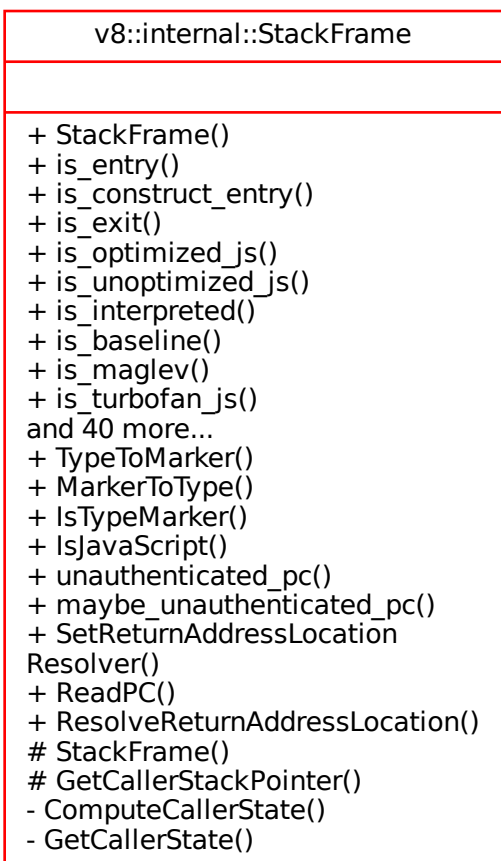 v8::internal::StackFrame
+ StackFrame()
+ is_entry()
+ is_construct_entry()
+ is_exit()
+ is_optimized_js()
+ is_unoptimized_js()
+ is_interpreted()
+ is_baseline()
+ is_maglev()
+ is_turbofan_js()
and 40 more...
+ TypeToMarker()
+ MarkerToType()
+ IsTypeMarker()
+ IsJavaScript()
+ unauthenticated_pc()
+ maybe_unauthenticated_pc()
+ SetReturnAddressLocation
Resolver()
+ ReadPC()
+ ResolveReturnAddressLocation()
# StackFrame()
# GetCallerStackPointer()
- ComputeCallerState()
- GetCallerState()